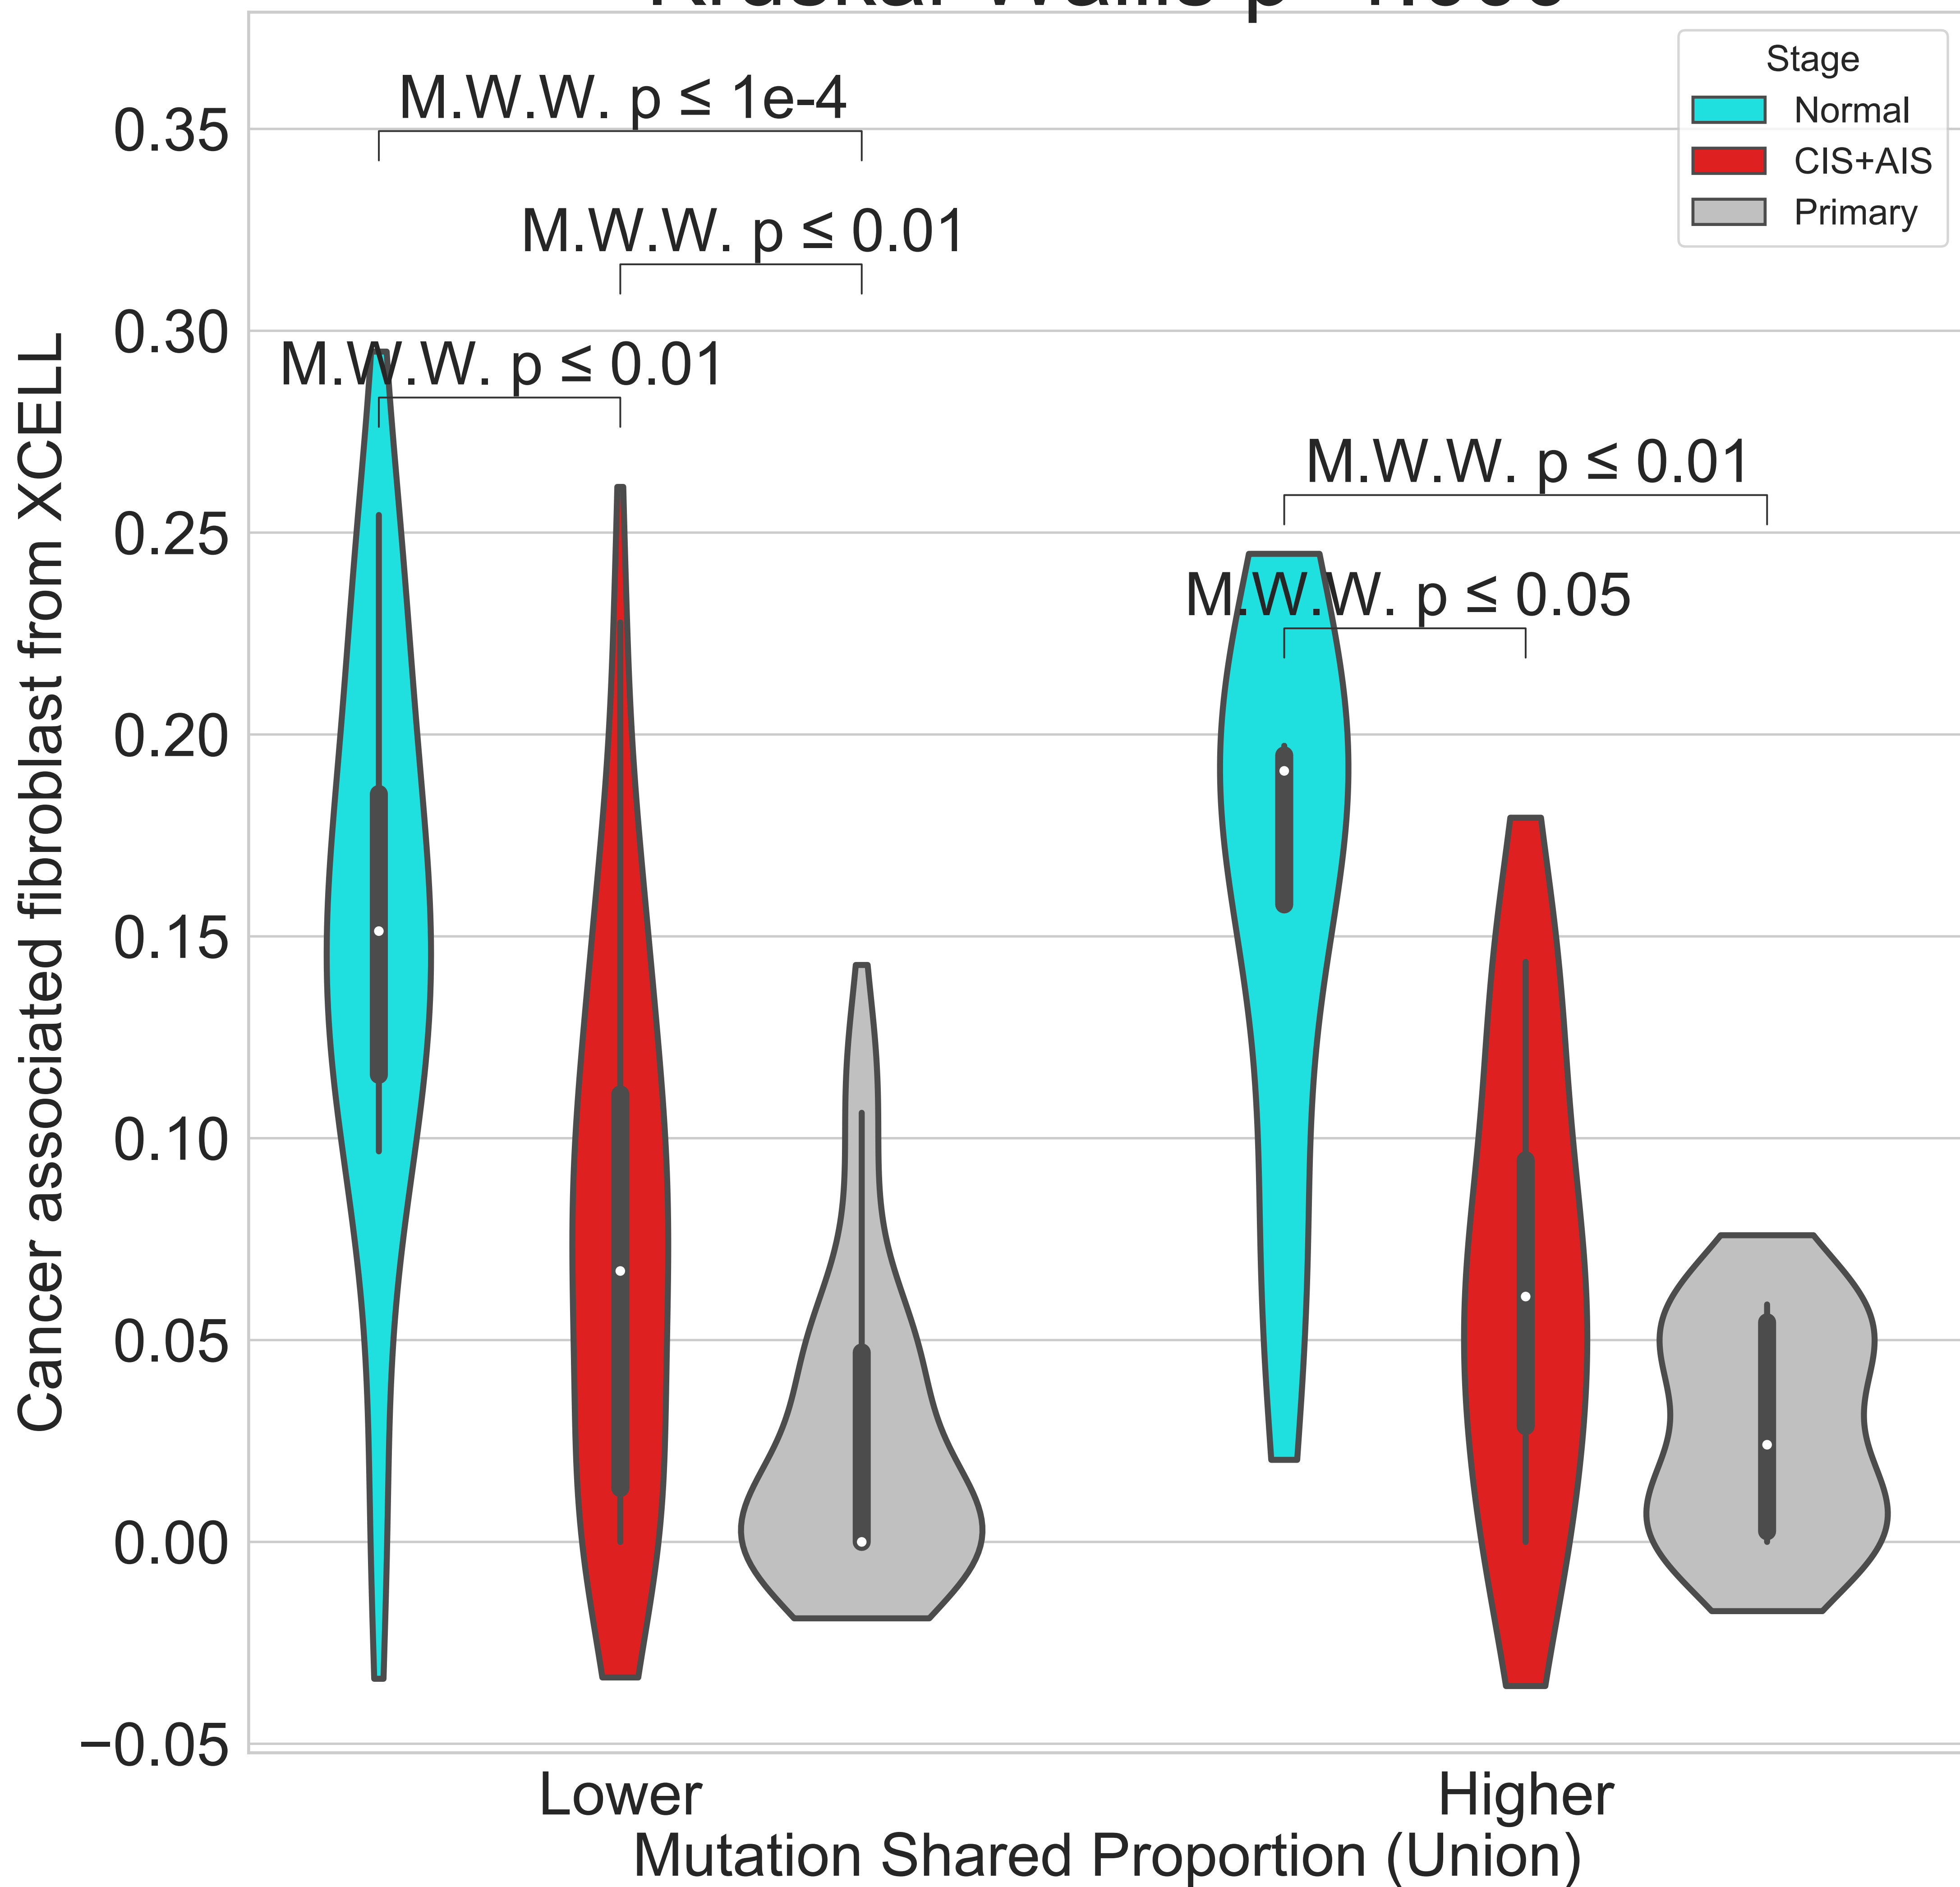 M.W.W. p ≤ 1e-4
M.W.W. p ≤ 0.01
M.W.W. p ≤ 0.01
M.W.W. p ≤ 0.01
M.W.W. p ≤ 0.05
Stage
Normal
CIS+AIS
Primary
Cancer associated fibroblast from XCELL
0.35
0.30
0.25
0.20
0.15
0.10
0.05
0.00
−0.05
Lower
Higher
Mutation Shared Proportion (Union)